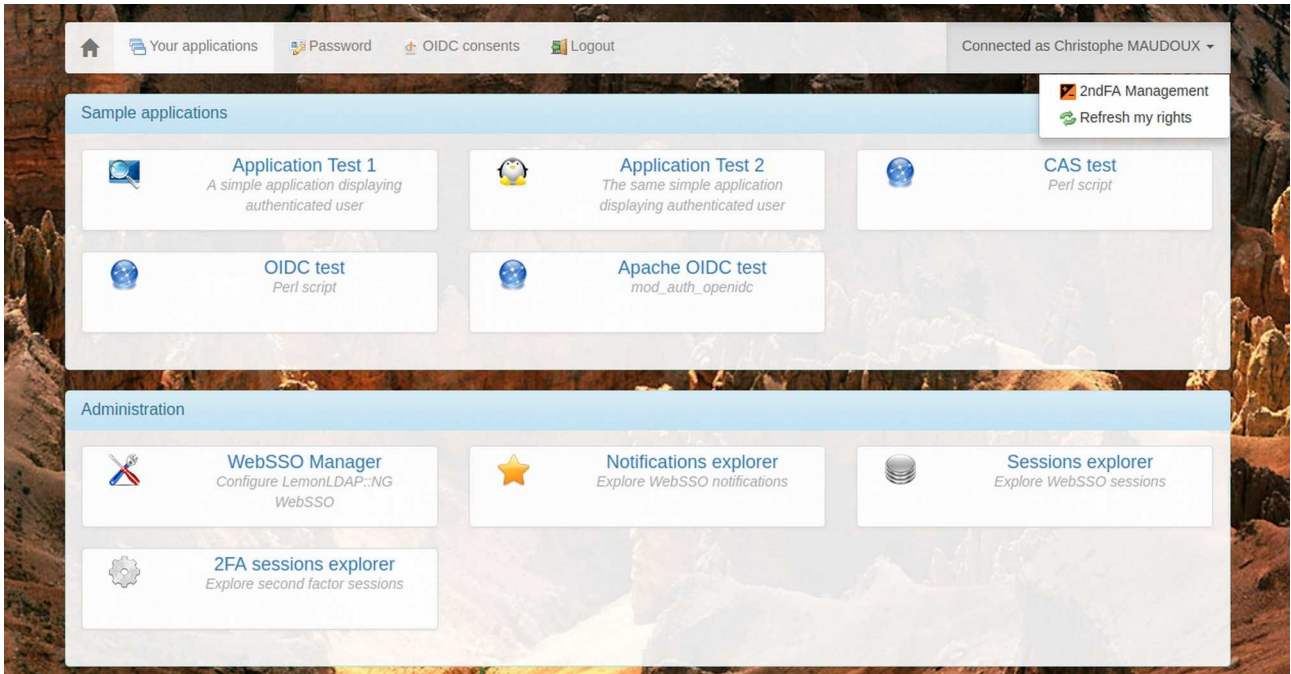 Your applications
Password
OIDC consents
Logout
Connected as Christophe MAUDOUX
2ndFA Management
Refresh my rights
Sample applications
Application Test 1
A simple application displaying
authenticated user
Application Test 2
The same simple application
displaying authenticated user
CAS test
Perl script
OIDC test
Perl script
Apache OIDC test
mod_auth_openidc
Administration
WebSSO Manager
Configure LemonLDAP::NG
WebSSO
Notifications explorer
Explore WebSSO notifications
Sessions explorer
Explore WebSSO sessions
2FA sessions explorer
Explore second factor sessions